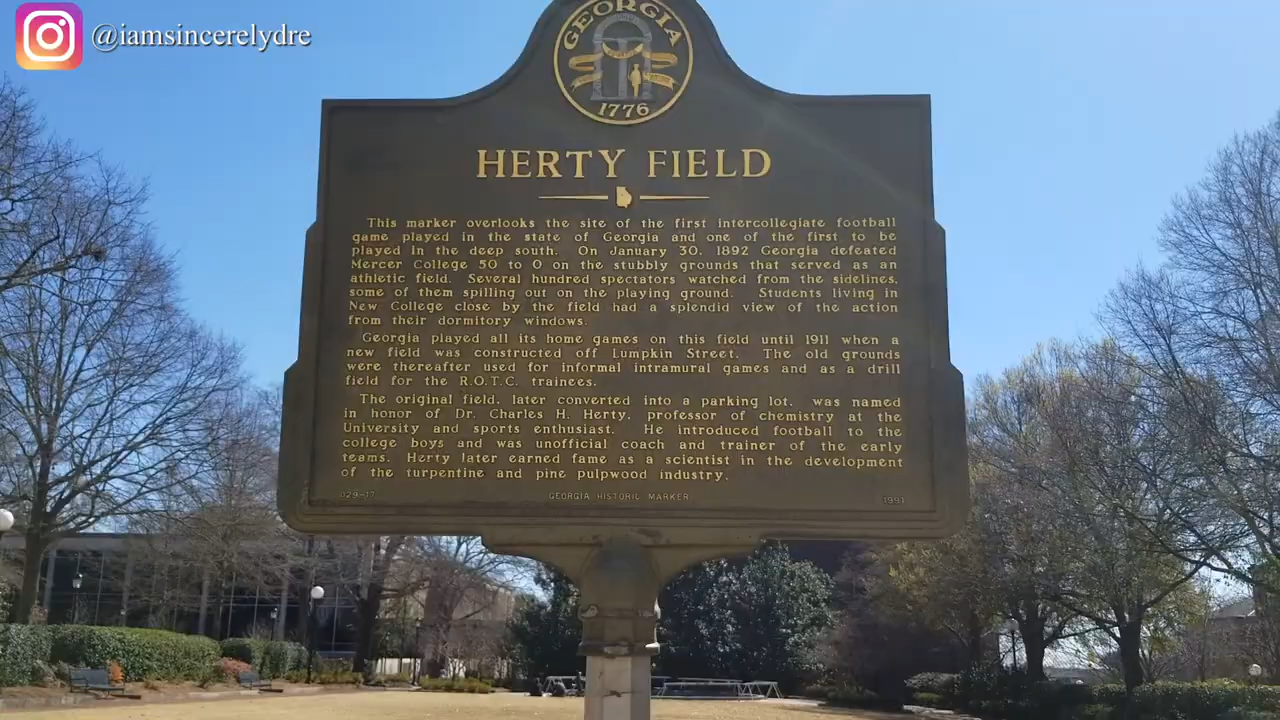 @iamsincerelydre
GEORGIA
1776
HERTY FIELD
This marker overlooks the site of the first intercollegiate football
game played in the state of Georgia and one of the first to be
played in the deep south. On January 30, 1892 Georgia defeated
Mercer College 50 to 0 on the stubbly grounds that served as an
athletic field. Several hundred spectators watched from the sidelines,
some of them spilling out on the playing ground. Students living in
New College close by the field had a splendid view of the action
from their dormitory windows.
Georgia played all its home games on this field until 1911 when a
new field was constructed off Lumpkin Street. The old grounds
were thereafter used for informal intramural games and as a drill
field for the R.O.T.C. trainees.
The original field, later converted into a parking lot, was named
in honor of Dr. Charles H. Herty, professor of chemistry at the
University and sports enthusiast. He introduced football to the
college boys and was unofficial coach and trainer of the early
teams. Herty later earned fame as a scientist in the development
of the turpentine and pine pulpwood industry.
029-17 GEORGIA HISTORIC MARKER 1991